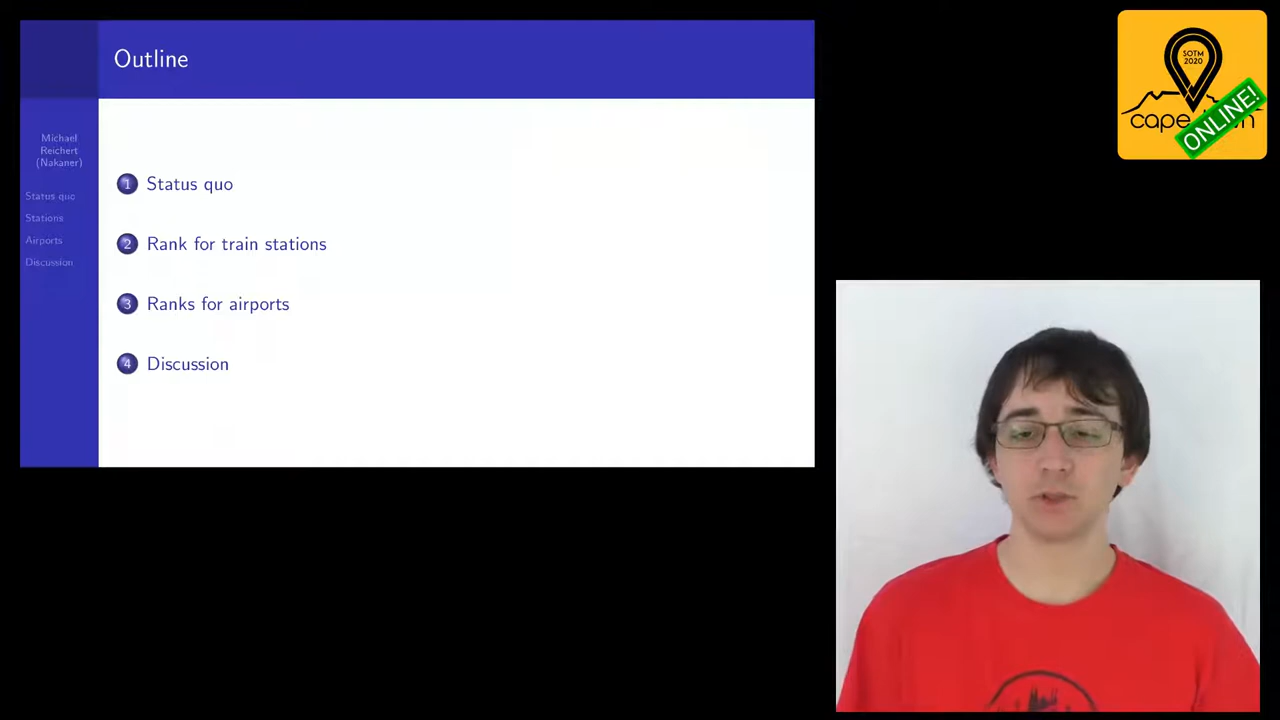 Outline
Michael
Reichert
(Nakaner)
Status quo
Stations
Airports
Discussion
1 Status quo
2 Rank for train stations
3 Ranks for airports
4 Discussion
SOTM
2020
ONLINE!